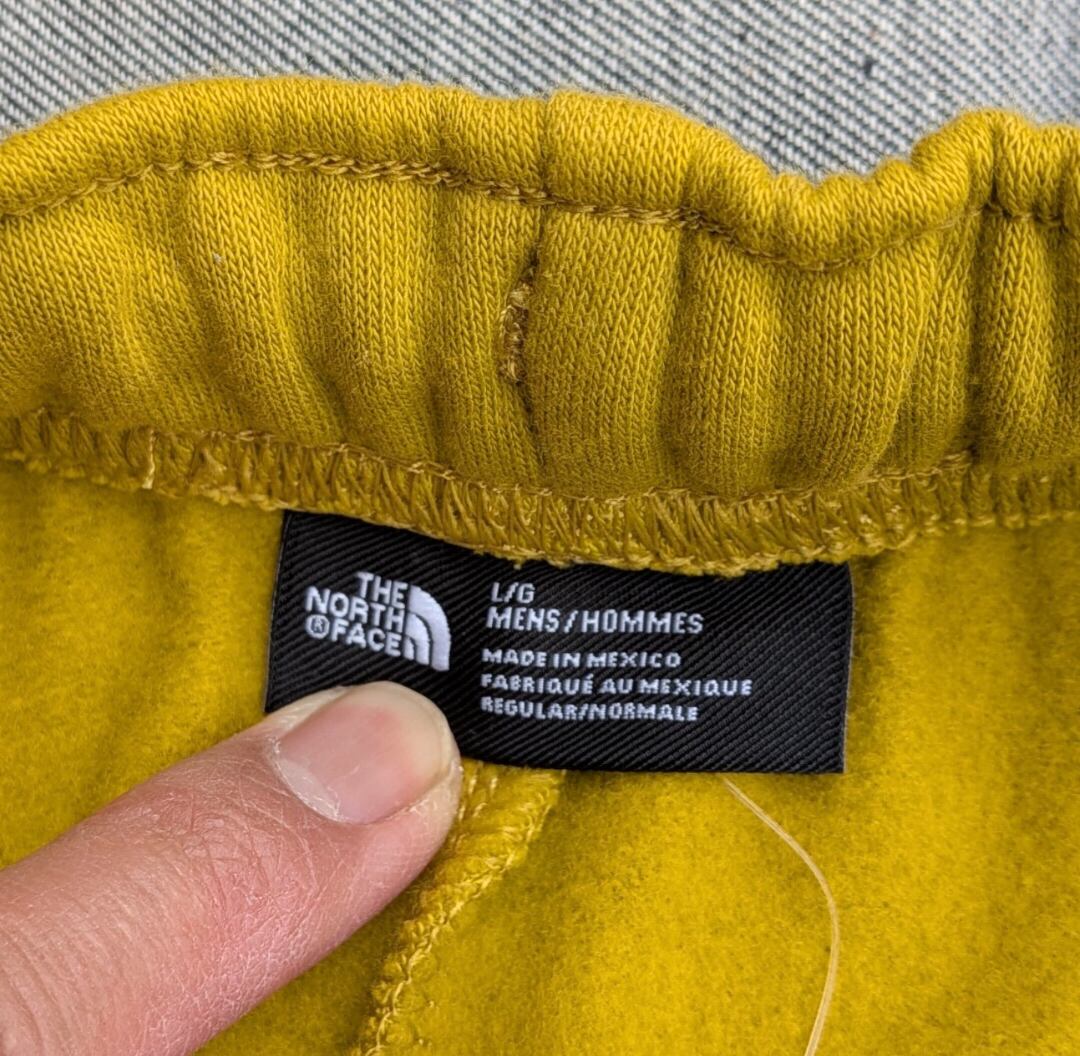 THE
NORTH
®FACE
L/G
MENS/HOMMES
MADE IN MEXICO
FABRIQUÉ AU MEXIQUE
REGULAR/NORMALE